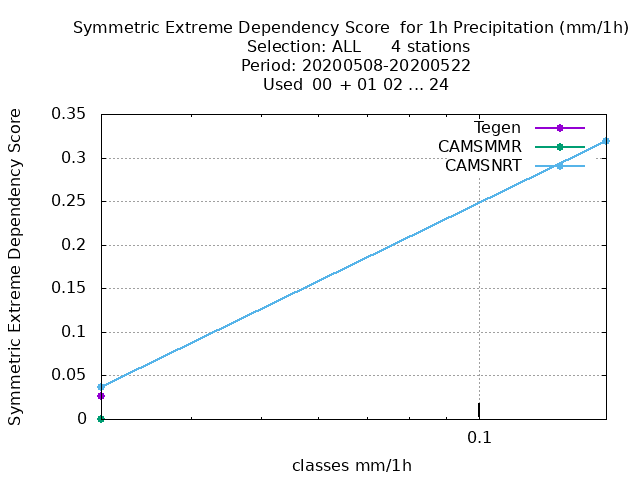 Symmetric Extreme Dependency Score  for 1h Precipitation (mm/1h)
Selection: ALL      4 stations
Period: 20200508-20200522
Used  00 + 01 02 ... 24
Symmetric Extreme Dependency Score
0.35
0.3
0.25
0.2
0.15
0.1
0.05
0
Tegen
CAMSMMR
CAMSNRT
0.1
classes mm/1h